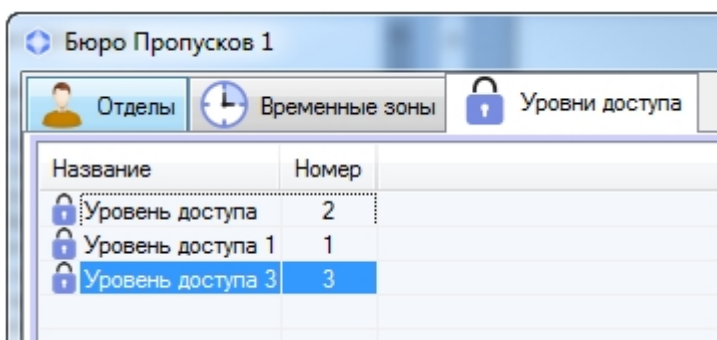 Бюро Пропусков 1
Отделы Временные зоны Уровни доступа
Название Номер
Уровень доступа 2
Уровень доступа 1 1
Уровень доступа 3 3